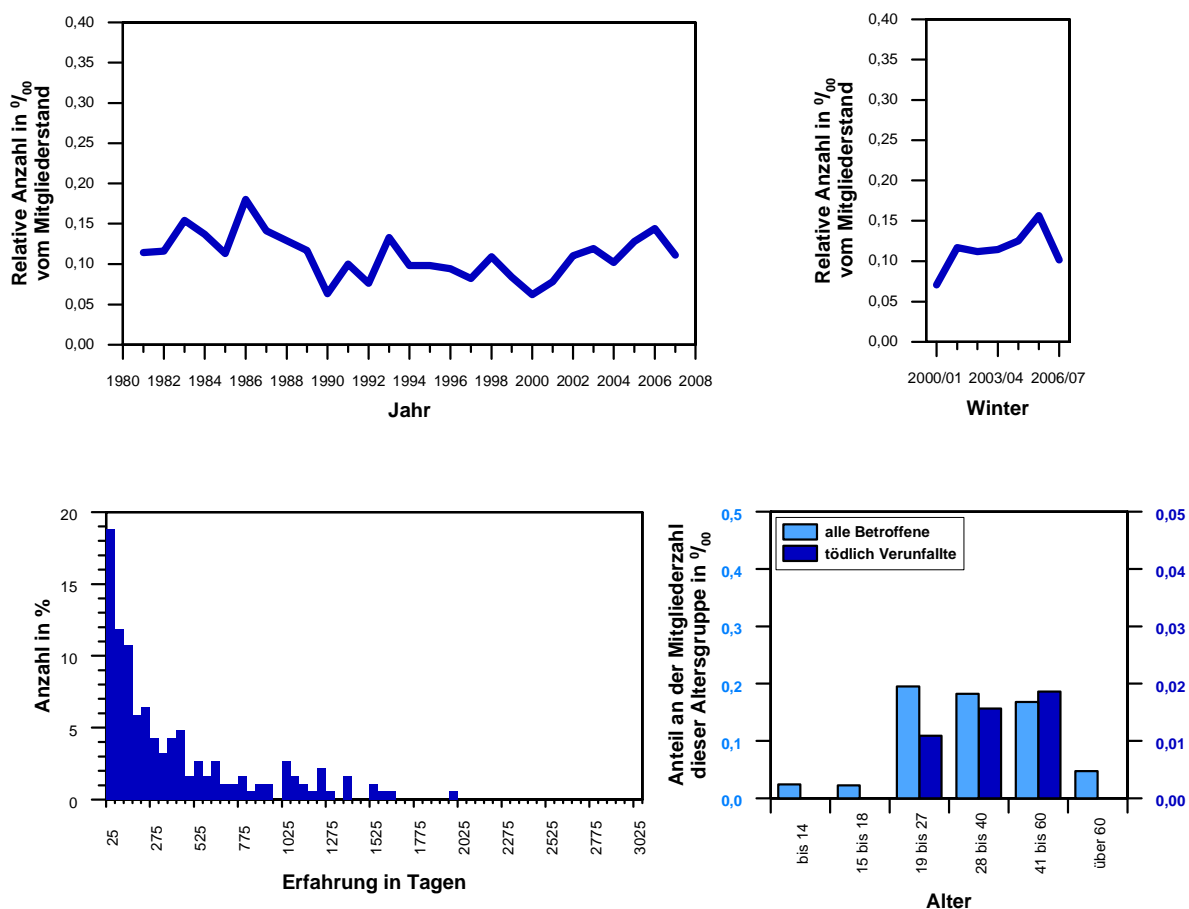 Relative Anzahl in ⁰/₀₀
vom Mitgliederstand
0,40
0,35
0,30
0,25
0,20
0,15
0,10
0,05
0,00
1980 1982 1984 1986 1988 1990 1992 1994 1996 1998 2000 2002 2004 2006 2008
Jahr
Relative Anzahl in ⁰/₀₀
vom Mitgliederstand
0,40
0,35
0,30
0,25
0,20
0,15
0,10
0,05
0,00
2000/01 2003/04 2006/07
Winter
Anzahl in %
20
15
10
5
0
25 275 525 775 1025 1275 1525 1775 2025 2275 2525 2775 3025
Erfahrung in Tagen
Anteil an der Mitgliederzahl
dieser Altersgruppe in ⁰/₀₀
0,5
0,4
0,3
0,2
0,1
0,0
alle Betroffene
tödlich Verunfallte
0,05
0,04
0,03
0,02
0,01
0,00
bis 14
15 bis 18
19 bis 27
28 bis 40
41 bis 60
über 60
Alter